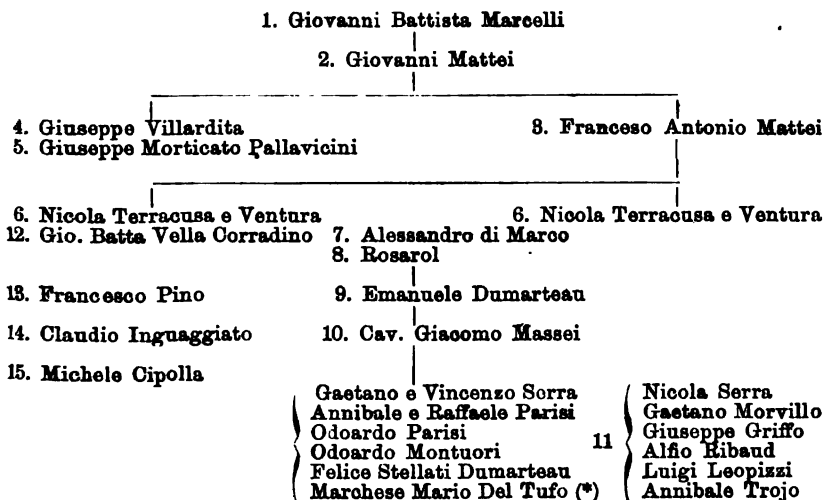 1. Giovanni Battista Marcelli
2. Giovanni Mattei
4. Giuseppe Villardita
5. Giuseppe Morticato Pallavicini
3. Franceso Antonio Mattei
6. Nicola Terracusa e Ventura
6. Nicola Terracusa e Ventura
12. Gio. Batta Vella Corradino
7. Alessandro di Marco
8. Rosarol
13. Francesco Pino
9. Emanuele Dumarteau
14. Claudio Inguaggiato
10. Cav. Giacomo Massei
15. Michele Cipolla
Gaetano e Vincenzo Serra
Annibale e Raffaele Parisi
Odoardo Parisi
Odoardo Montuori
Felice Stellati Dumarteau
Marchese Mario Del Tufo (*)
11
Nicola Serra
Gaetano Morvillo
Giuseppe Griffo
Alfio Ribaud
Luigi Leopizzi
Annibale Trojo